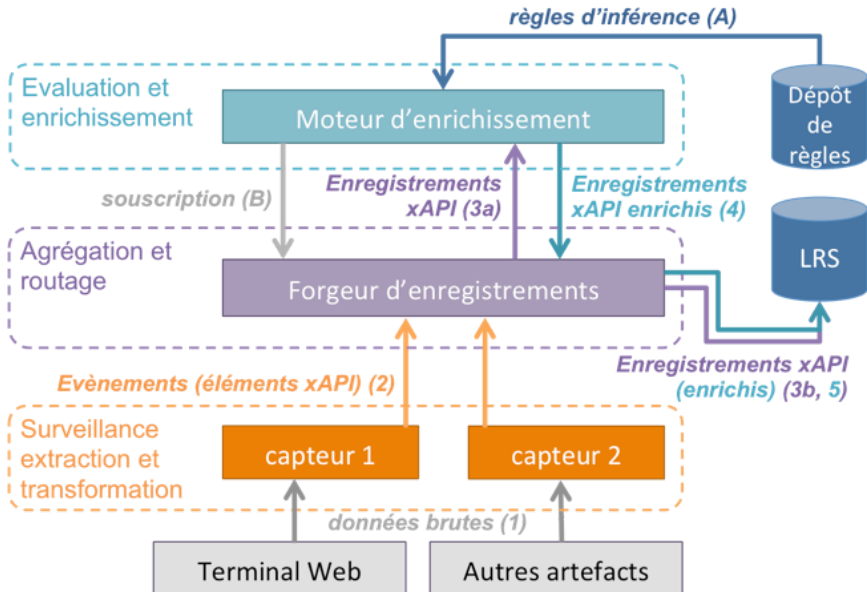 règles d'inférence (A)
Evaluation et
enrichissement
Moteur d'enrichissement
Dépôt
de
règles
souscription (B)
Enregistrements
xAPI (3a)
Enregistrements
xAPI enrichis (4)
Agrégation et
routage
Forgeur d'enregistrements
LRS
Enregistrements xAPI
(enrichis) (3b, 5)
Evènements (éléments xAPI) (2)
Surveillance
extraction et
transformation
capteur 1
capteur 2
données brutes (1)
Terminal Web
Autres artefacts